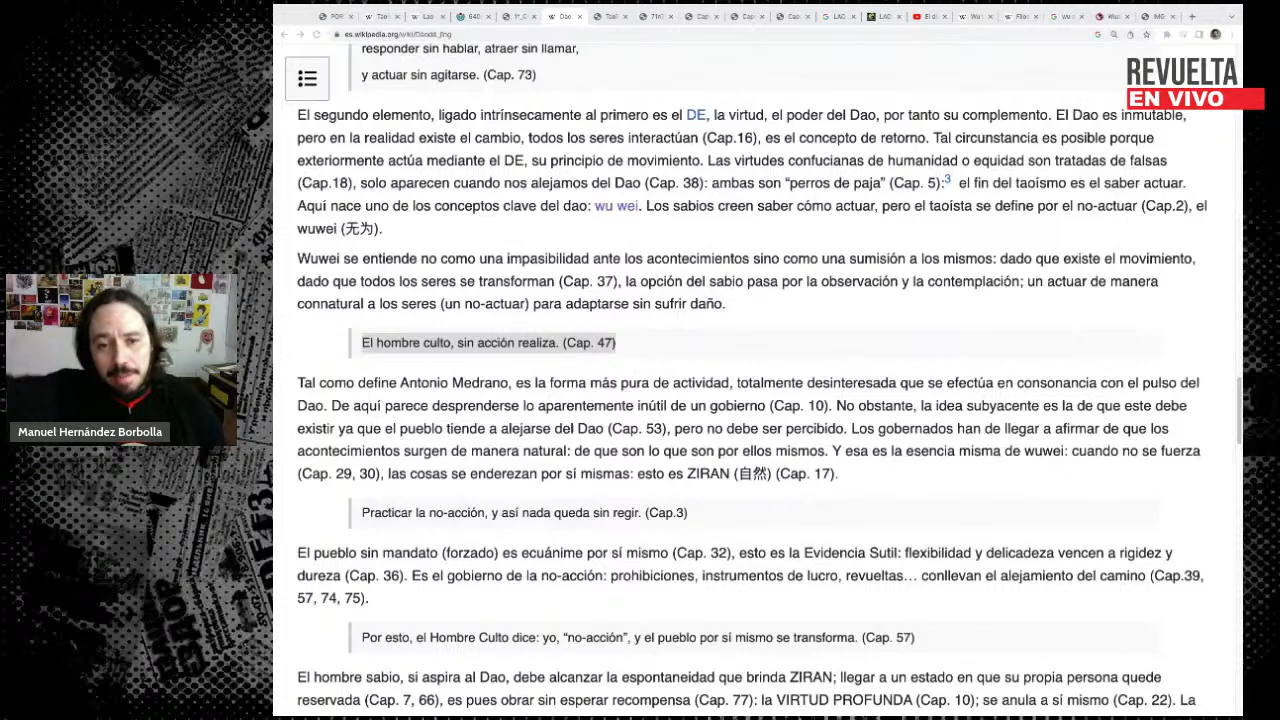 es.wikipedia.org/wiki/Dàodé_jīng
responder sin hablar, atraer sin llamar,
y actuar sin agitarse. (Cap. 73)
REVUELTA
EN VIVO
El segundo elemento, ligado intrínsecamente al primero es el DE, la virtud, el poder del Dao, por tanto su complemento. El Dao es inmutable,
pero en la realidad existe el cambio, todos los seres interactúan (Cap.16), es el concepto de retorno. Tal circunstancia es posible porque
exteriormente actúa mediante el DE, su principio de movimiento. Las virtudes confucianas de humanidad o equidad son tratadas de falsas
(Cap.18), solo aparecen cuando nos alejamos del Dao (Cap. 38): ambas son “perros de paja” (Cap. 5):3 el fin del taoísmo es el saber actuar.
Aquí nace uno de los conceptos clave del dao: wu wei. Los sabios creen saber cómo actuar, pero el taoísta se define por el no-actuar (Cap.2), el
wuwei (无为).
Wuwei se entiende no como una impasibilidad ante los acontecimientos sino como una sumisión a los mismos: dado que existe el movimiento,
dado que todos los seres se transforman (Cap. 37), la opción del sabio pasa por la observación y la contemplación; un actuar de manera
connatural a los seres (un no-actuar) para adaptarse sin sufrir daño.
El hombre culto, sin acción realiza. (Cap. 47)
Tal como define Antonio Medrano, es la forma más pura de actividad, totalmente desinteresada que se efectúa en consonancia con el pulso del
Dao. De aquí parece desprenderse lo aparentemente inútil de un gobierno (Cap. 10). No obstante, la idea subyacente es la de que este debe
existir ya que el pueblo tiende a alejarse del Dao (Cap. 53), pero no debe ser percibido. Los gobernados han de llegar a afirmar de que los
acontecimientos surgen de manera natural: de que son lo que son por ellos mismos. Y esa es la esencia misma de wuwei: cuando no se fuerza
(Cap. 29, 30), las cosas se enderezan por sí mismas: esto es ZIRAN (自然) (Cap. 17).
Practicar la no-acción, y así nada queda sin regir. (Cap.3)
El pueblo sin mandato (forzado) es ecuánime por sí mismo (Cap. 32), esto es la Evidencia Sutil: flexibilidad y delicadeza vencen a rigidez y
dureza (Cap. 36). Es el gobierno de la no-acción: prohibiciones, instrumentos de lucro, revueltas… conllevan el alejamiento del camino (Cap.39,
57, 74, 75).
Por esto, el Hombre Culto dice: yo, “no-acción”, y el pueblo por sí mismo se transforma. (Cap. 57)
El hombre sabio, si aspira al Dao, debe alcanzar la espontaneidad que brinda ZIRAN; llegar a un estado en que su propia persona quede
reservada (Cap. 7, 66), es pues obrar sin esperar recompensa (Cap. 77): la VIRTUD PROFUNDA (Cap. 10); se anula a sí mismo (Cap. 22). La
Manuel Hernández Borbolla